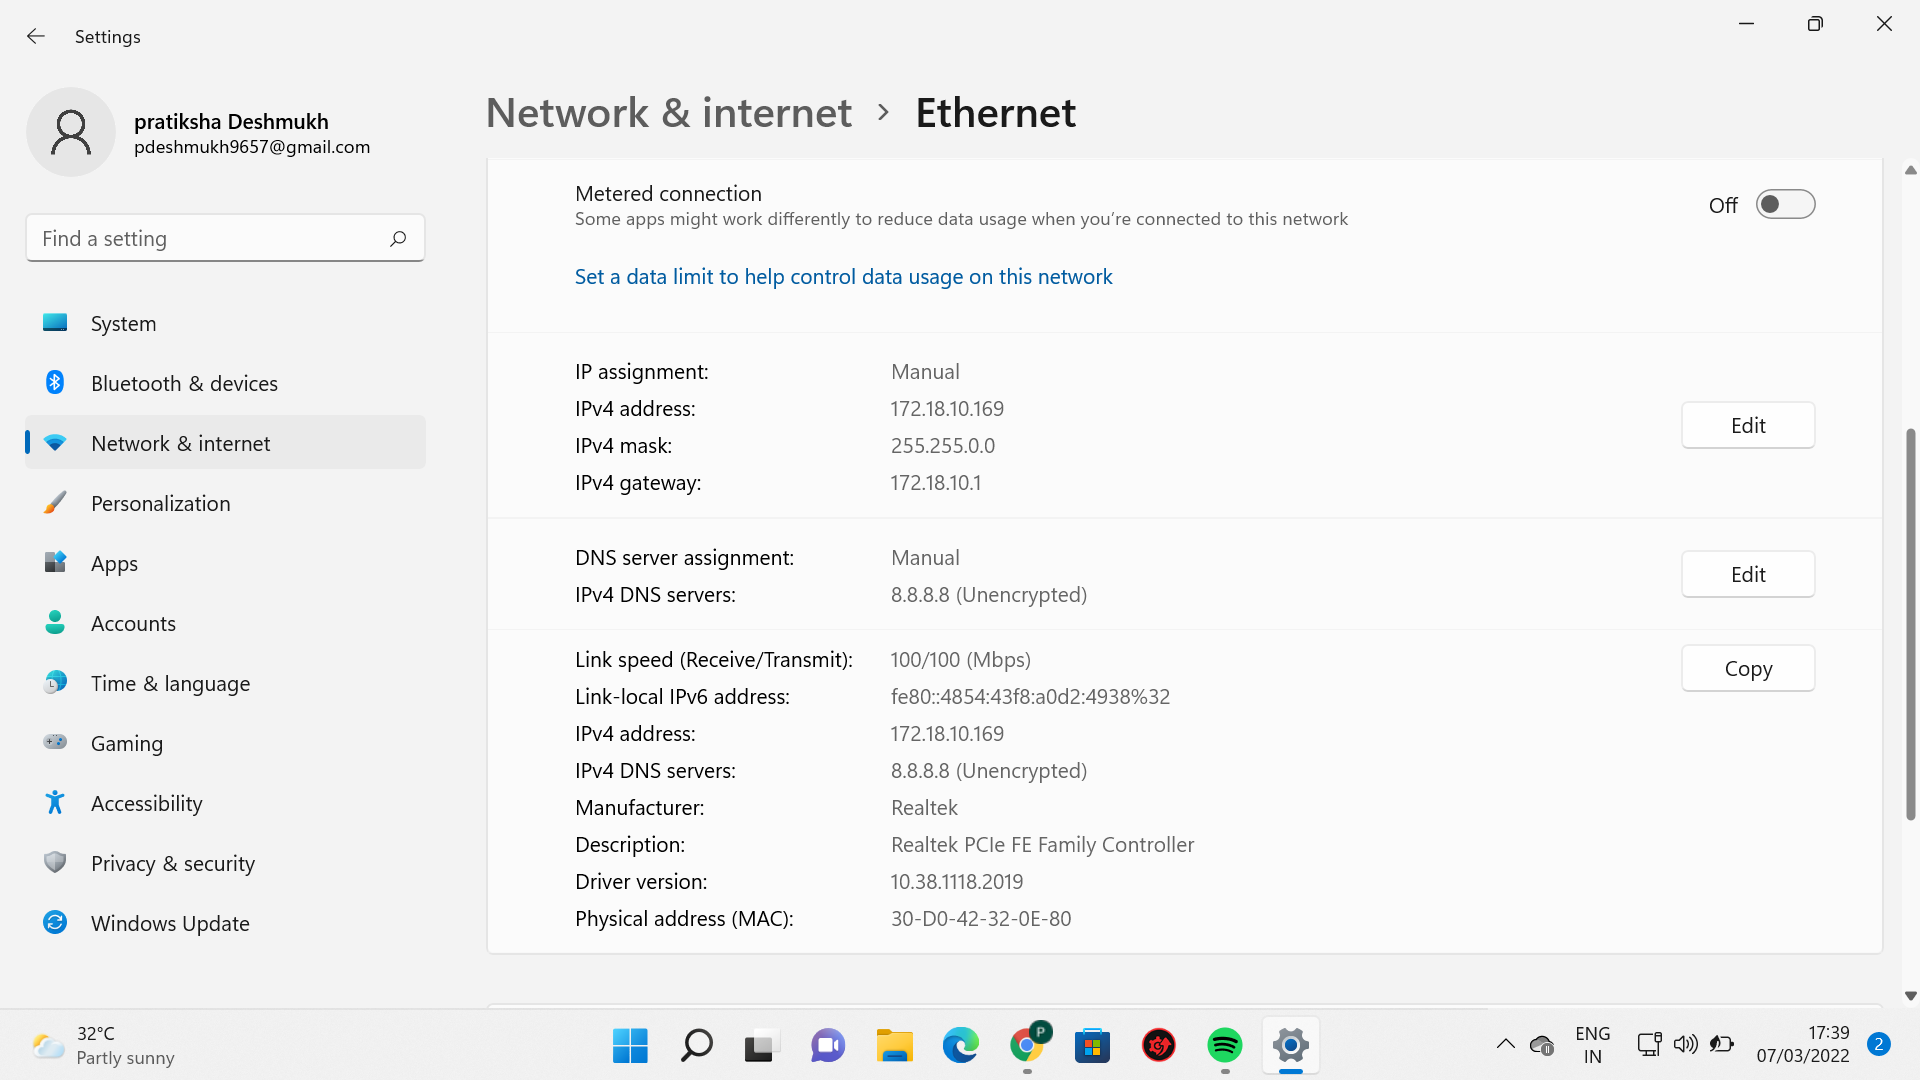 Settings
pratiksha Deshmukh
pdeshmukh9657@gmail.com
Find a setting
System
Bluetooth & devices
Network & internet
Personalization
Apps
Accounts
Time & language
Gaming
Accessibility
Privacy & security
Windows Update
Network & internet > Ethernet
Metered connection
Some apps might work differently to reduce data usage when you're connected to this network
Off
Set a data limit to help control data usage on this network
IP assignment: Manual
IPv4 address: 172.18.10.169
IPv4 mask: 255.255.0.0
IPv4 gateway: 172.18.10.1
Edit
DNS server assignment: Manual
IPv4 DNS servers: 8.8.8.8 (Unencrypted)
Edit
Link speed (Receive/Transmit): 100/100 (Mbps)
Link-local IPv6 address: fe80::4854:43f8:a0d2:4938%32
IPv4 address: 172.18.10.169
IPv4 DNS servers: 8.8.8.8 (Unencrypted)
Manufacturer: Realtek
Description: Realtek PCIe FE Family Controller
Driver version: 10.38.1118.2019
Physical address (MAC): 30-D0-42-32-0E-80
Copy
32°C
Partly sunny
P
ENG
IN
17:39
07/03/2022
2